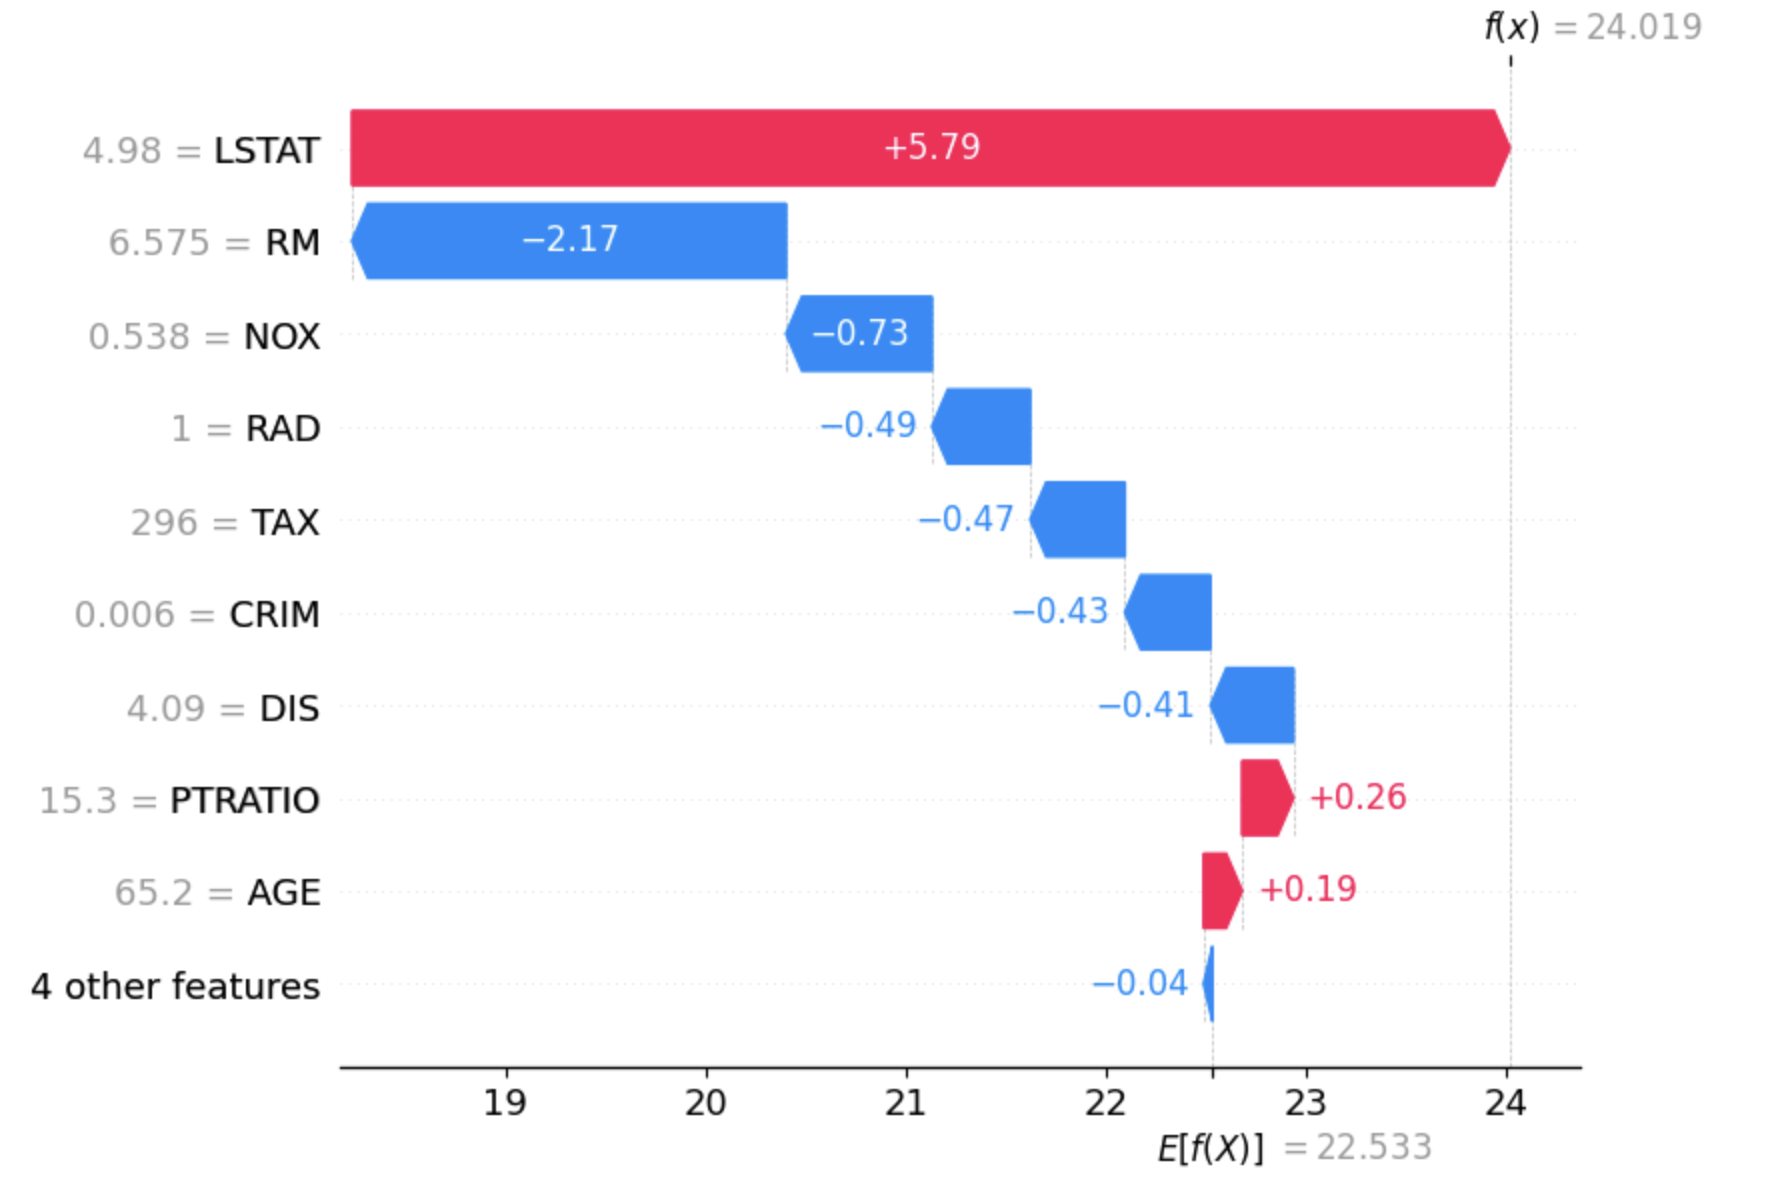 f(x) = 24.019
4.98 = LSTAT +5.79
6.575 = RM −2.17
0.538 = NOX −0.73
1 = RAD −0.49
296 = TAX −0.47
0.006 = CRIM −0.43
4.09 = DIS −0.41
15.3 = PTRATIO +0.26
65.2 = AGE +0.19
4 other features −0.04
19 20 21 22 23 24
E[f(X)] = 22.533